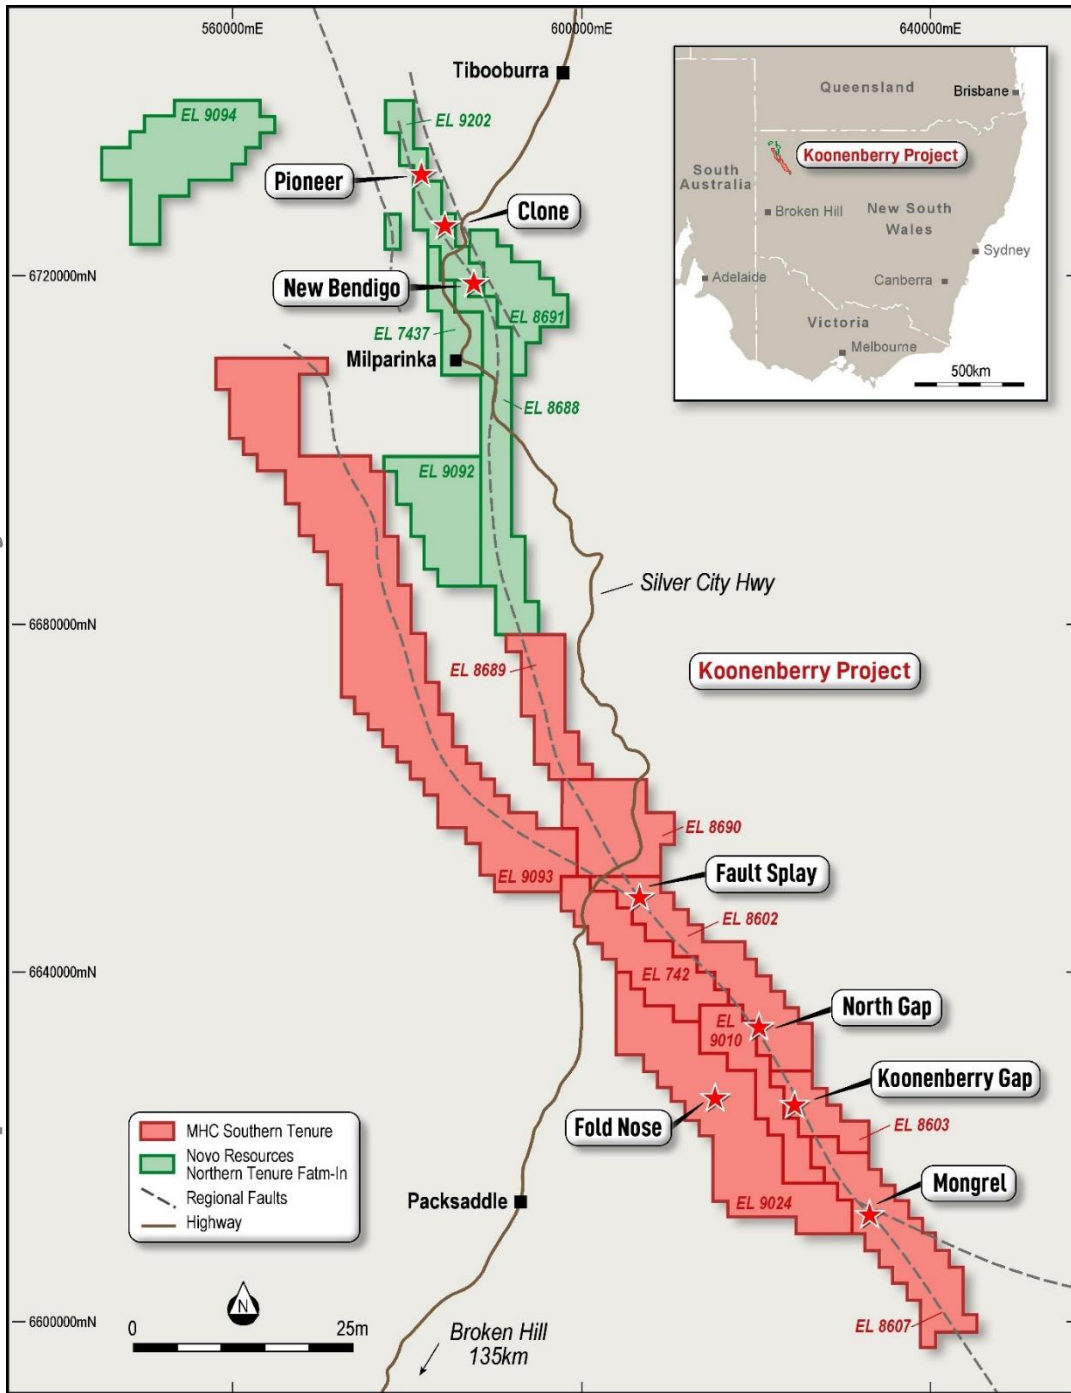 560000mE
600000mE
640000mE
Tibooburra
EL 9094
EL 9202
Pioneer
Clone
6720000mN
New Bendigo
EL 8691
EL 7437
Milparinka
EL 8688
EL 9092
Queensland
Brisbane
Koonenberry Project
South
Australia
Broken Hill
New South
Wales
Sydney
Adelaide
Canberra
Victoria
Melbourne
500km
Silver City Hwy
6680000mN
EL 8689
Koonenberry Project
EL 8690
EL 9093
Fault Splay
EL 8602
6640000mN
EL 742
North Gap
EL
9010
Koonenberry Gap
Fold Nose
EL 8603
Mongrel
Packsaddle
EL 9024
MHC Southern Tenure
Novo Resources
Northern Tenure Fatm-In
Regional Faults
Highway
N
6600000mN
0
25m
Broken Hill
135km
EL 8607